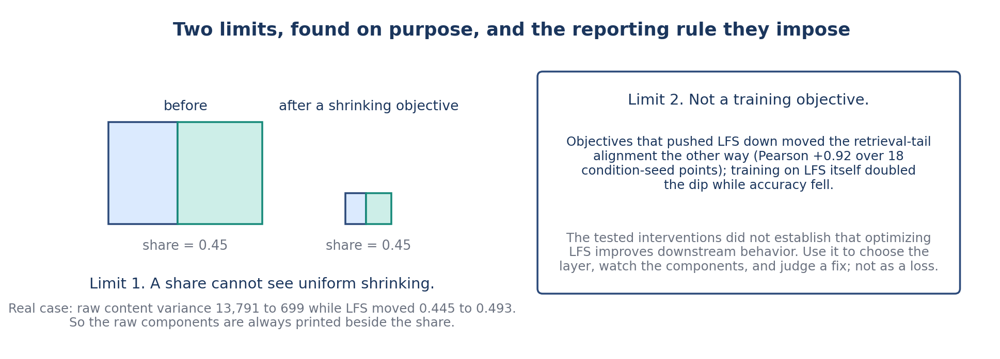 Two limits, found on purpose, and the reporting rule they impose
before
after a shrinking objective
share = 0.45
share = 0.45
Limit 1. A share cannot see uniform shrinking.
Real case: raw content variance 13,791 to 699 while LFS moved 0.445 to 0.493.
So the raw components are always printed beside the share.
Limit 2. Not a training objective.
Objectives that pushed LFS down moved the retrieval-tail
alignment the other way (Pearson +0.92 over 18
condition-seed points); training on LFS itself doubled
the dip while accuracy fell.
The tested interventions did not establish that optimizing
LFS improves downstream behavior. Use it to choose the
layer, watch the components, and judge a fix; not as a loss.